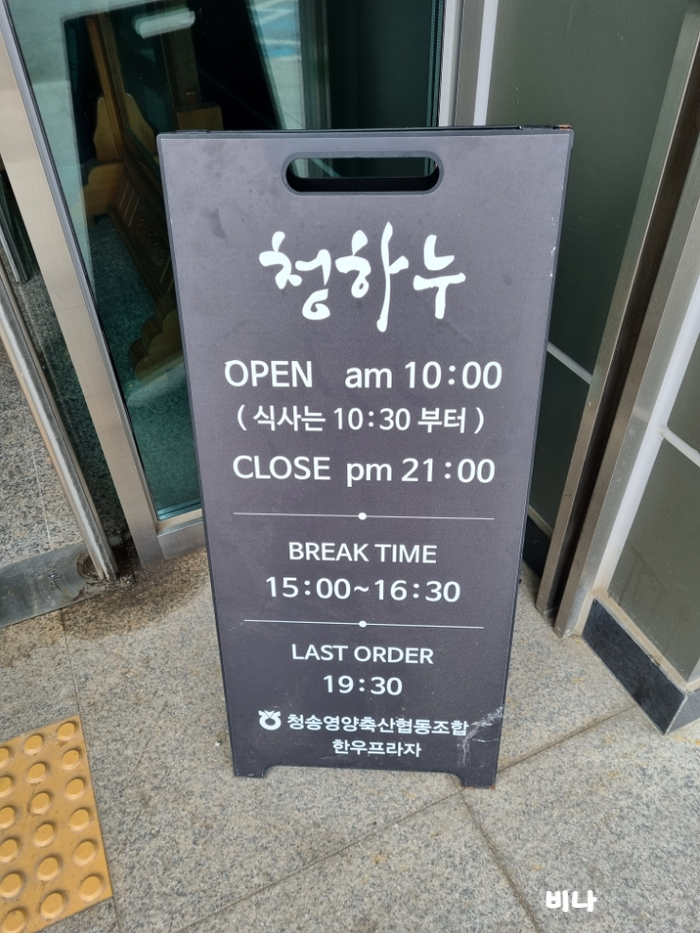 청하누
OPEN am 10:00
( 식사는 10:30 부터 )
CLOSE pm 21:00
BREAK TIME
15:00~16:30
LAST ORDER
19:30
청송영양축산협동조합
한우프라자
비나